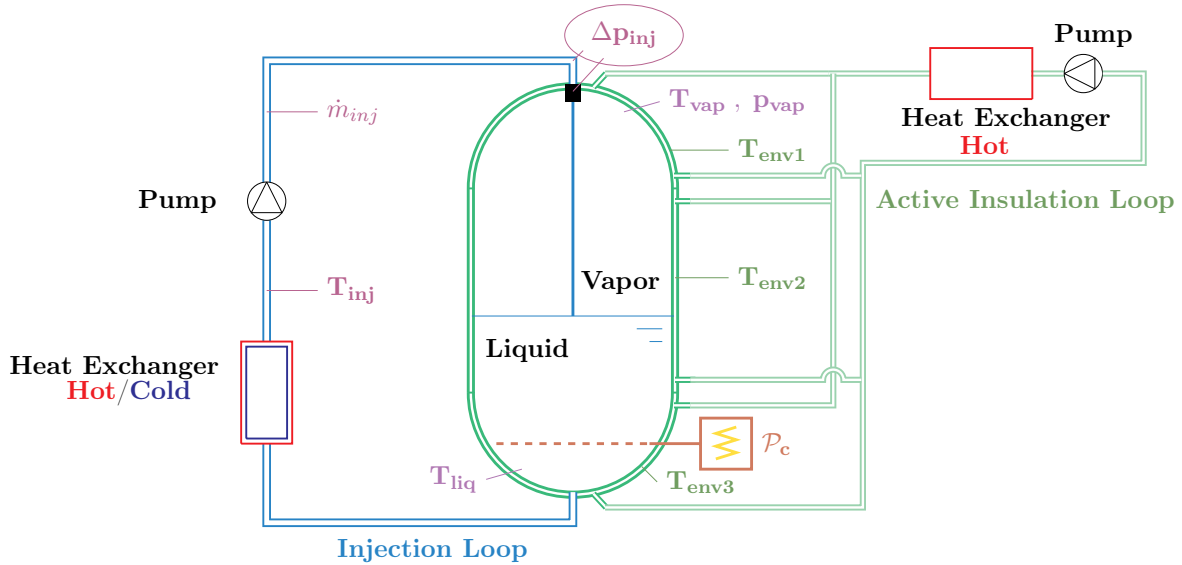 Δp_inj
Pump
ṁ_inj
T_vap , p_vap
Heat Exchanger
Hot
T_env1
Pump
Active Insulation Loop
T_inj
Vapor
T_env2
Liquid
Heat Exchanger
Hot/Cold
𝒫_c
T_liq
T_env3
Injection Loop